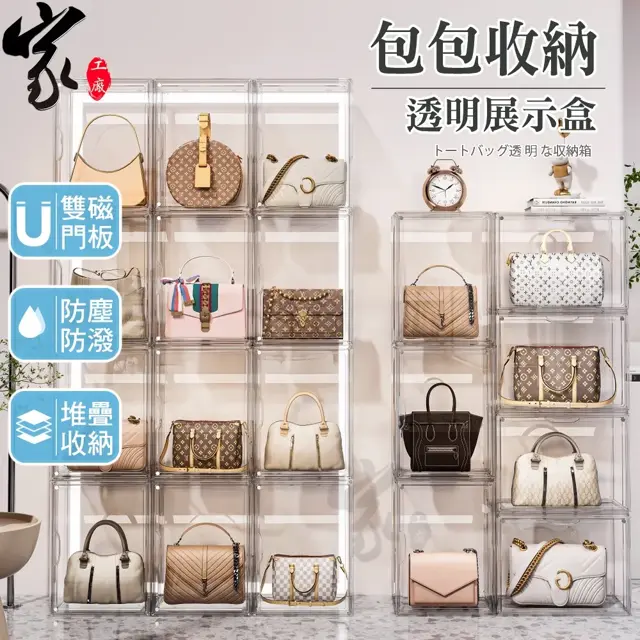 家
工廠
包包收納
透明展示盒
トートバッグ透明な収納箱
雙磁
門板
防塵
防潑
堆疊
收納